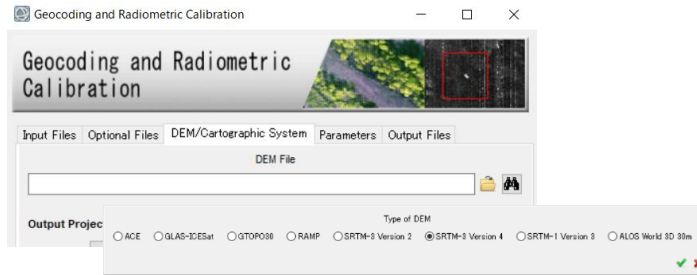 Geocoding and Radiometric Calibration
Geocoding and Radiometric
Calibration
Input Files Optional Files DEM/Cartographic System Parameters Output Files
DEM File
Output Projec
Type of DEM
ACE GLAS-ICESat GTOPO30 RAMP SRTM-3 Version 2 SRTM-3 Version 4 SRTM-1 Version 3 ALOS World 3D 30m